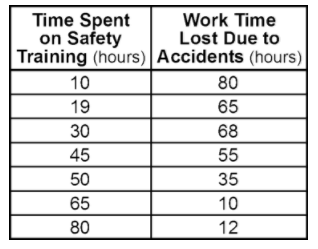 Time Spent Work Time
on Safety Lost Due to
Training (hours) Accidents (hours)
10 80
19 65
30 68
45 55
50 35
65 10
80 12